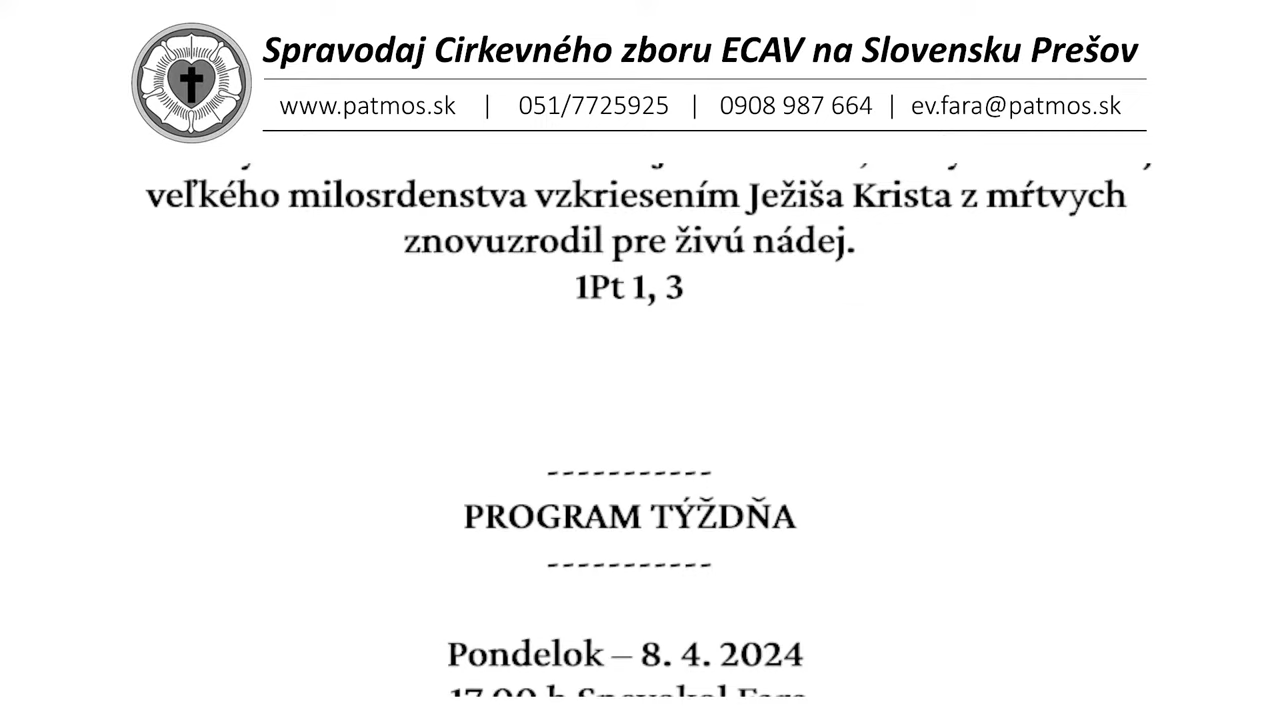 Spravodaj Cirkevného zboru ECAV na Slovensku Prešov
www.patmos.sk | 051/7725925 | 0908 987 664 | ev.fara@patmos.sk
veľkého milosrdenstva vzkriesením Ježiša Krista z mŕtvych
znovuzrodil pre živú nádej.
1Pt 1, 3
-----------
PROGRAM TÝŽDŇA
-----------
Pondelok – 8. 4. 2024